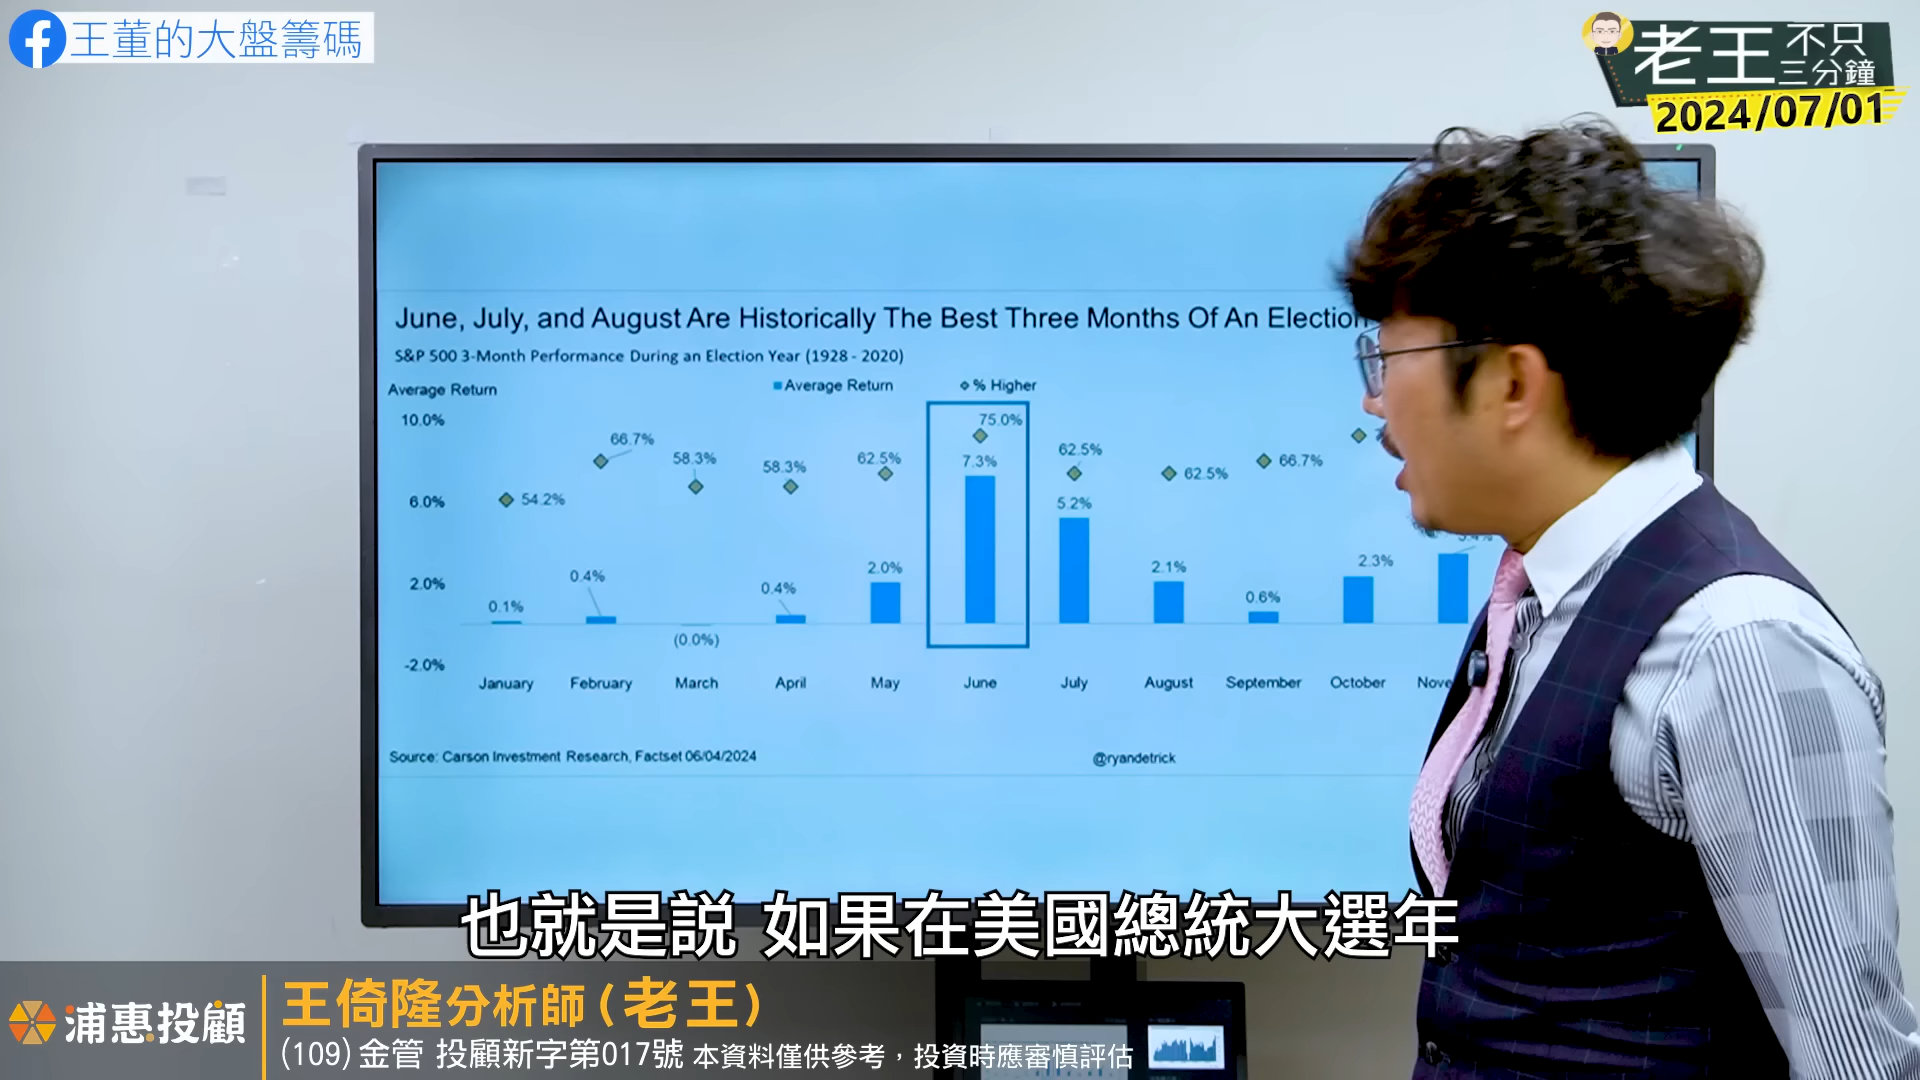 王董的大盤籌碼
老王 不只三分鐘
2024/07/01
June, July, and August Are Historically The Best Three Months Of An Election
S&P 500 3-Month Performance During an Election Year (1928 - 2020)
Average Return
Average Return
% Higher
10.0%
6.0%
2.0%
-2.0%
54.2%
66.7%
58.3%
58.3%
62.5%
75.0%
62.5%
62.5%
66.7%
0.1%
0.4%
(0.0%)
0.4%
2.0%
7.3%
5.2%
2.1%
0.6%
2.3%
January
February
March
April
May
June
July
August
September
October
Source: Carson Investment Research, Factset 06/04/2024
@ryandetrick
也就是說 如果在美國總統大選年
浦惠投顧
王倚隆分析師(老王)
(109) 金管 投顧新字第017號 本資料僅供參考，投資時應審慎評估